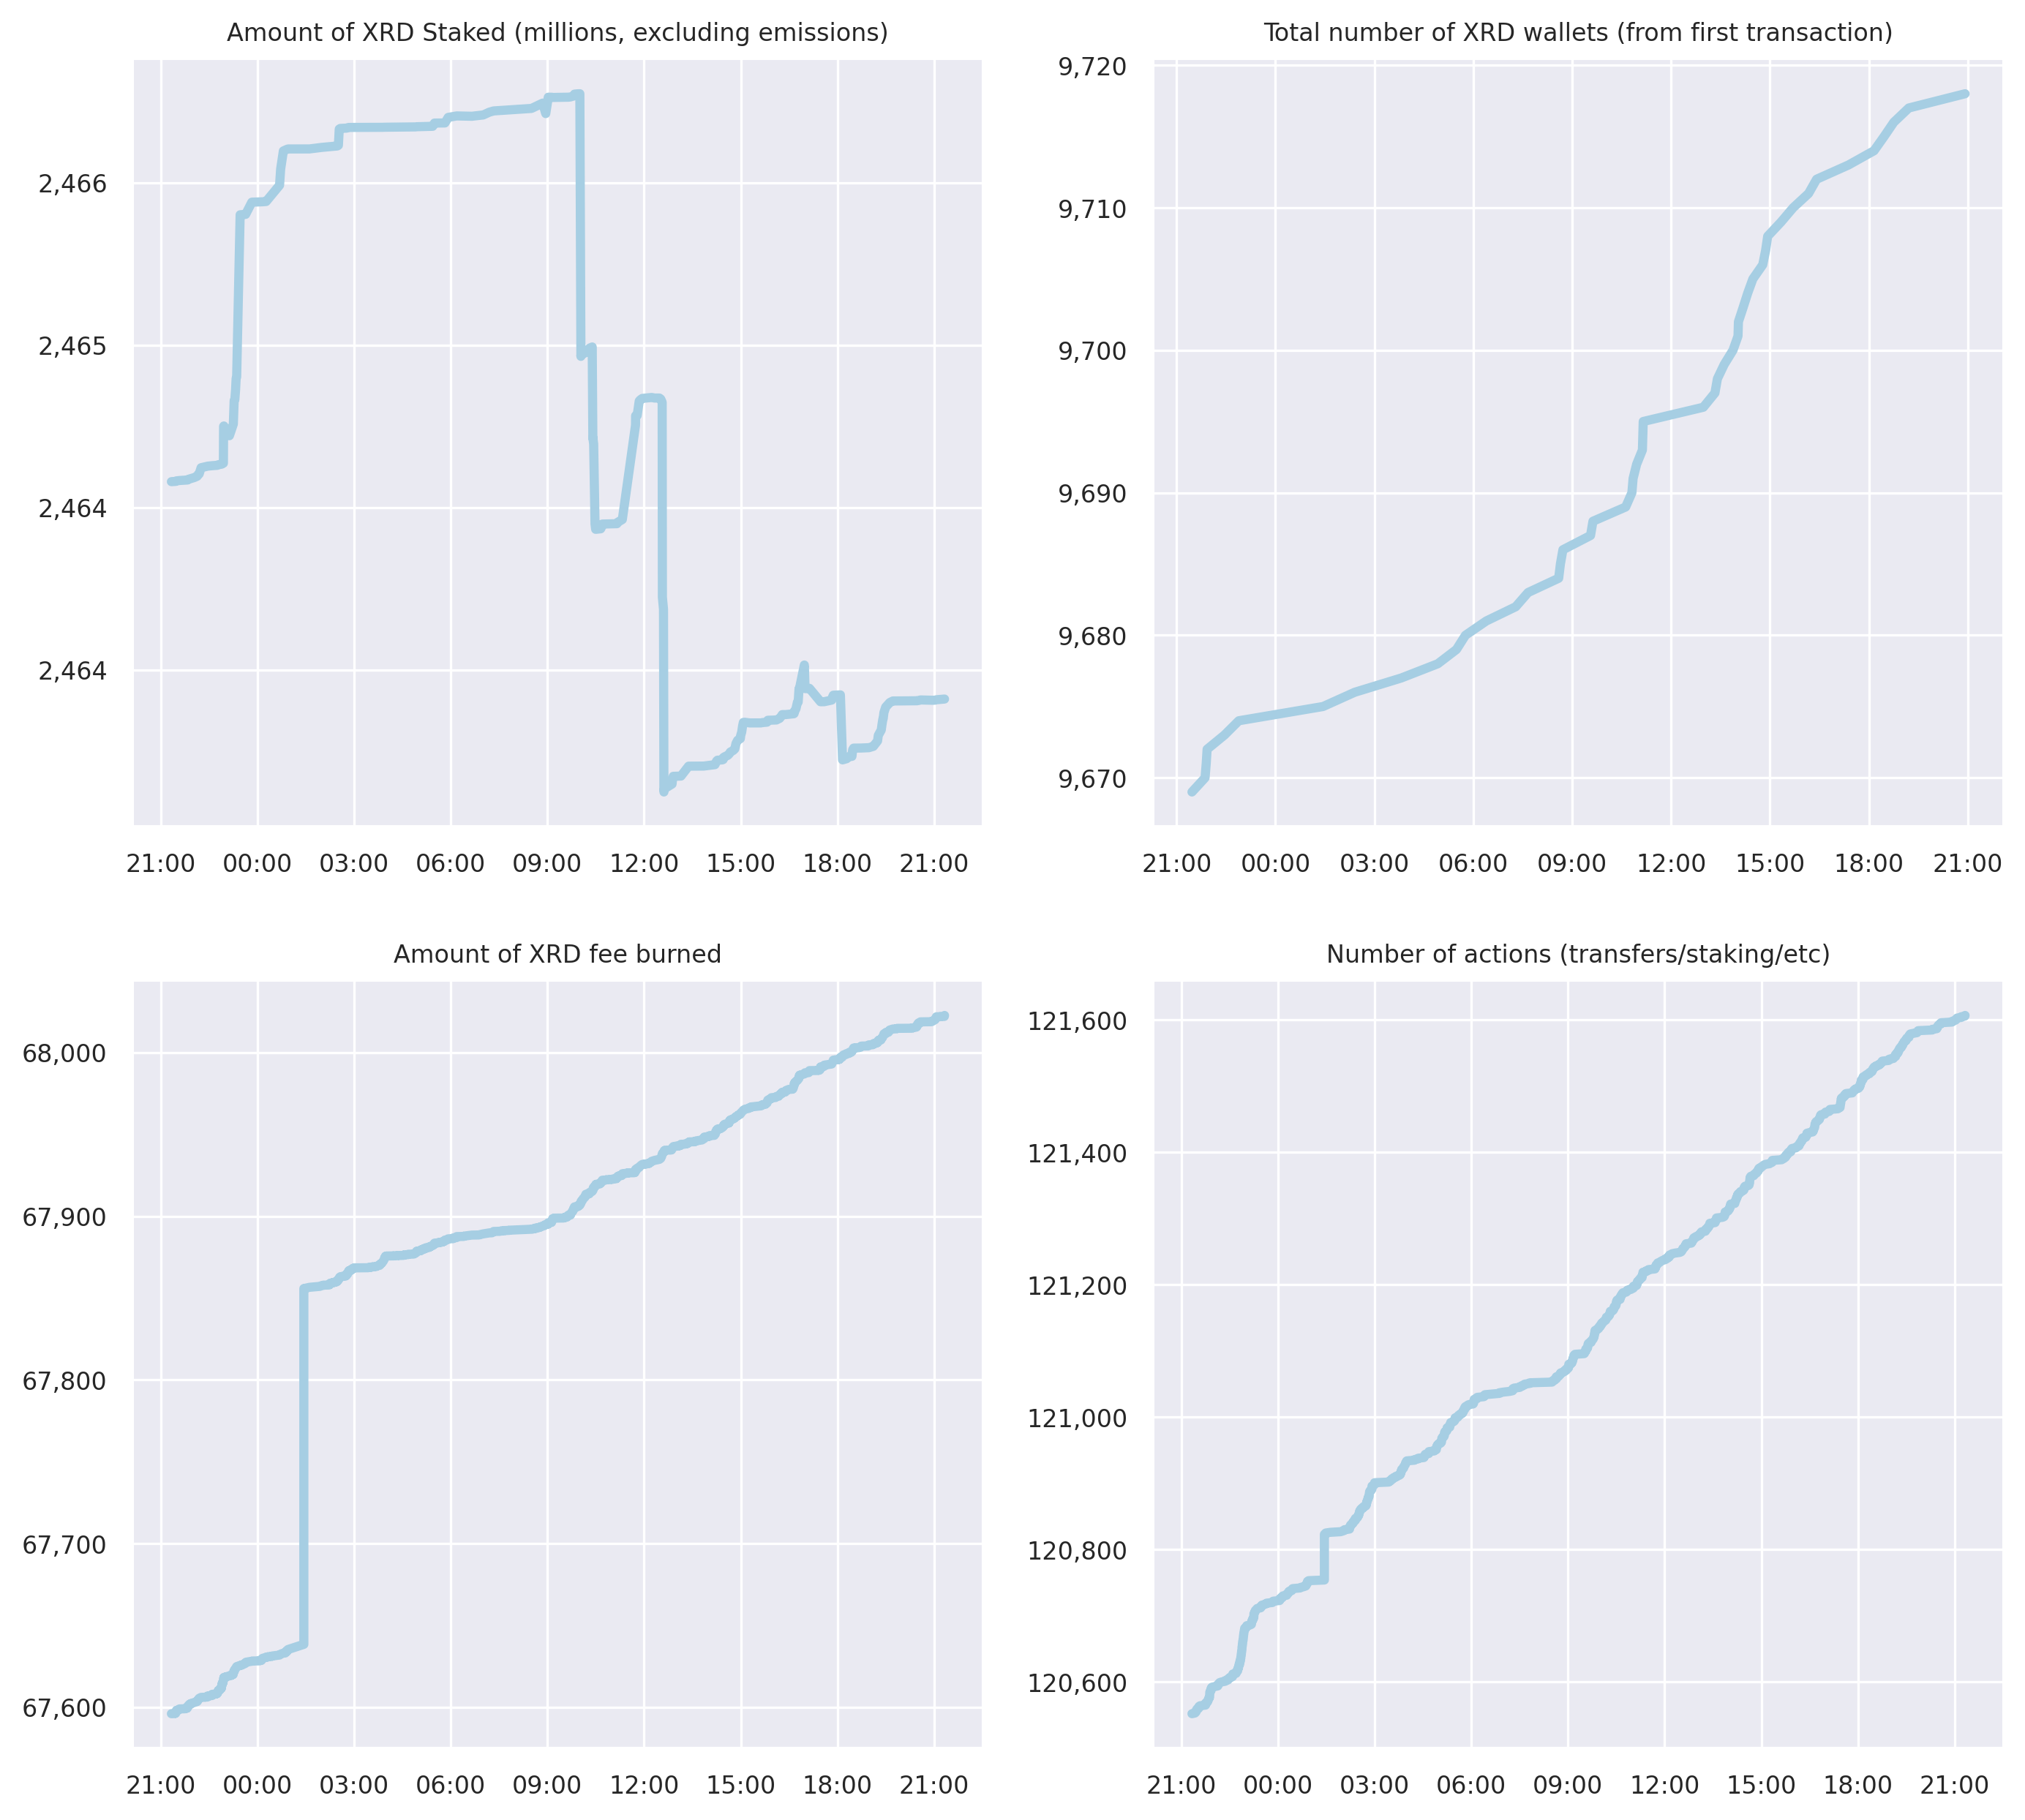 Amount of XRD Staked (millions, excluding emissions)
2,466
2,465
2,464
2,464
21:00 00:00 03:00 06:00 09:00 12:00 15:00 18:00 21:00
Total number of XRD wallets (from first transaction)
9,720
9,710
9,700
9,690
9,680
9,670
21:00 00:00 03:00 06:00 09:00 12:00 15:00 18:00 21:00
Amount of XRD fee burned
68,000
67,900
67,800
67,700
67,600
21:00 00:00 03:00 06:00 09:00 12:00 15:00 18:00 21:00
Number of actions (transfers/staking/etc)
121,600
121,400
121,200
121,000
120,800
120,600
21:00 00:00 03:00 06:00 09:00 12:00 15:00 18:00 21:00